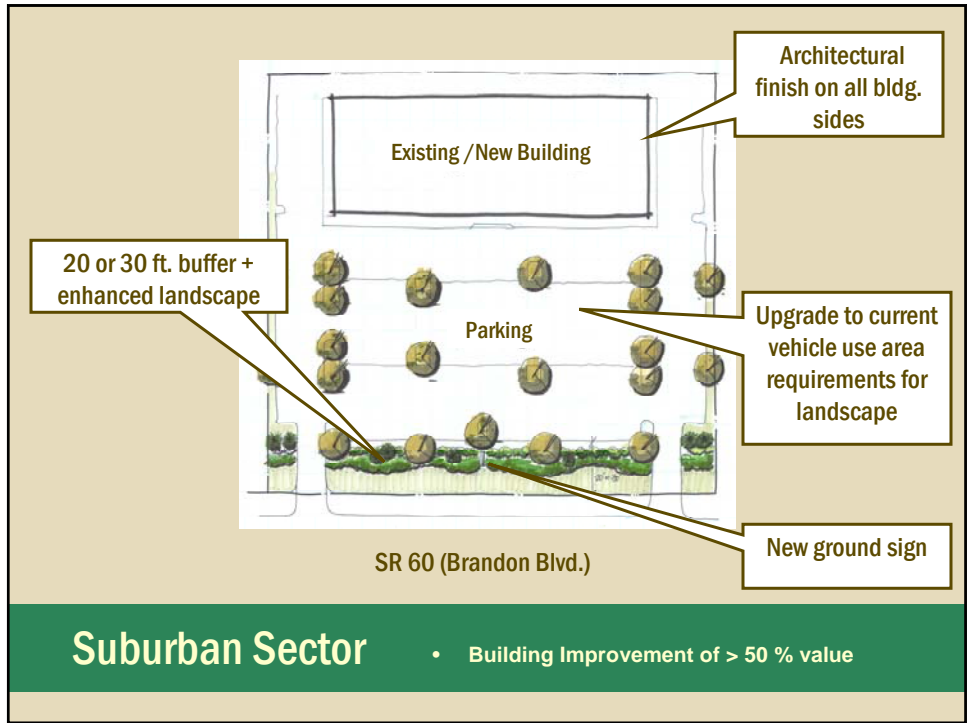 Architectural
finish on all bldg.
sides
Existing /New Building
20 or 30 ft. buffer +
enhanced landscape
Parking
Upgrade to current
vehicle use area
requirements for
landscape
New ground sign
SR 60 (Brandon Blvd.)
Suburban Sector
• Building Improvement of > 50 % value